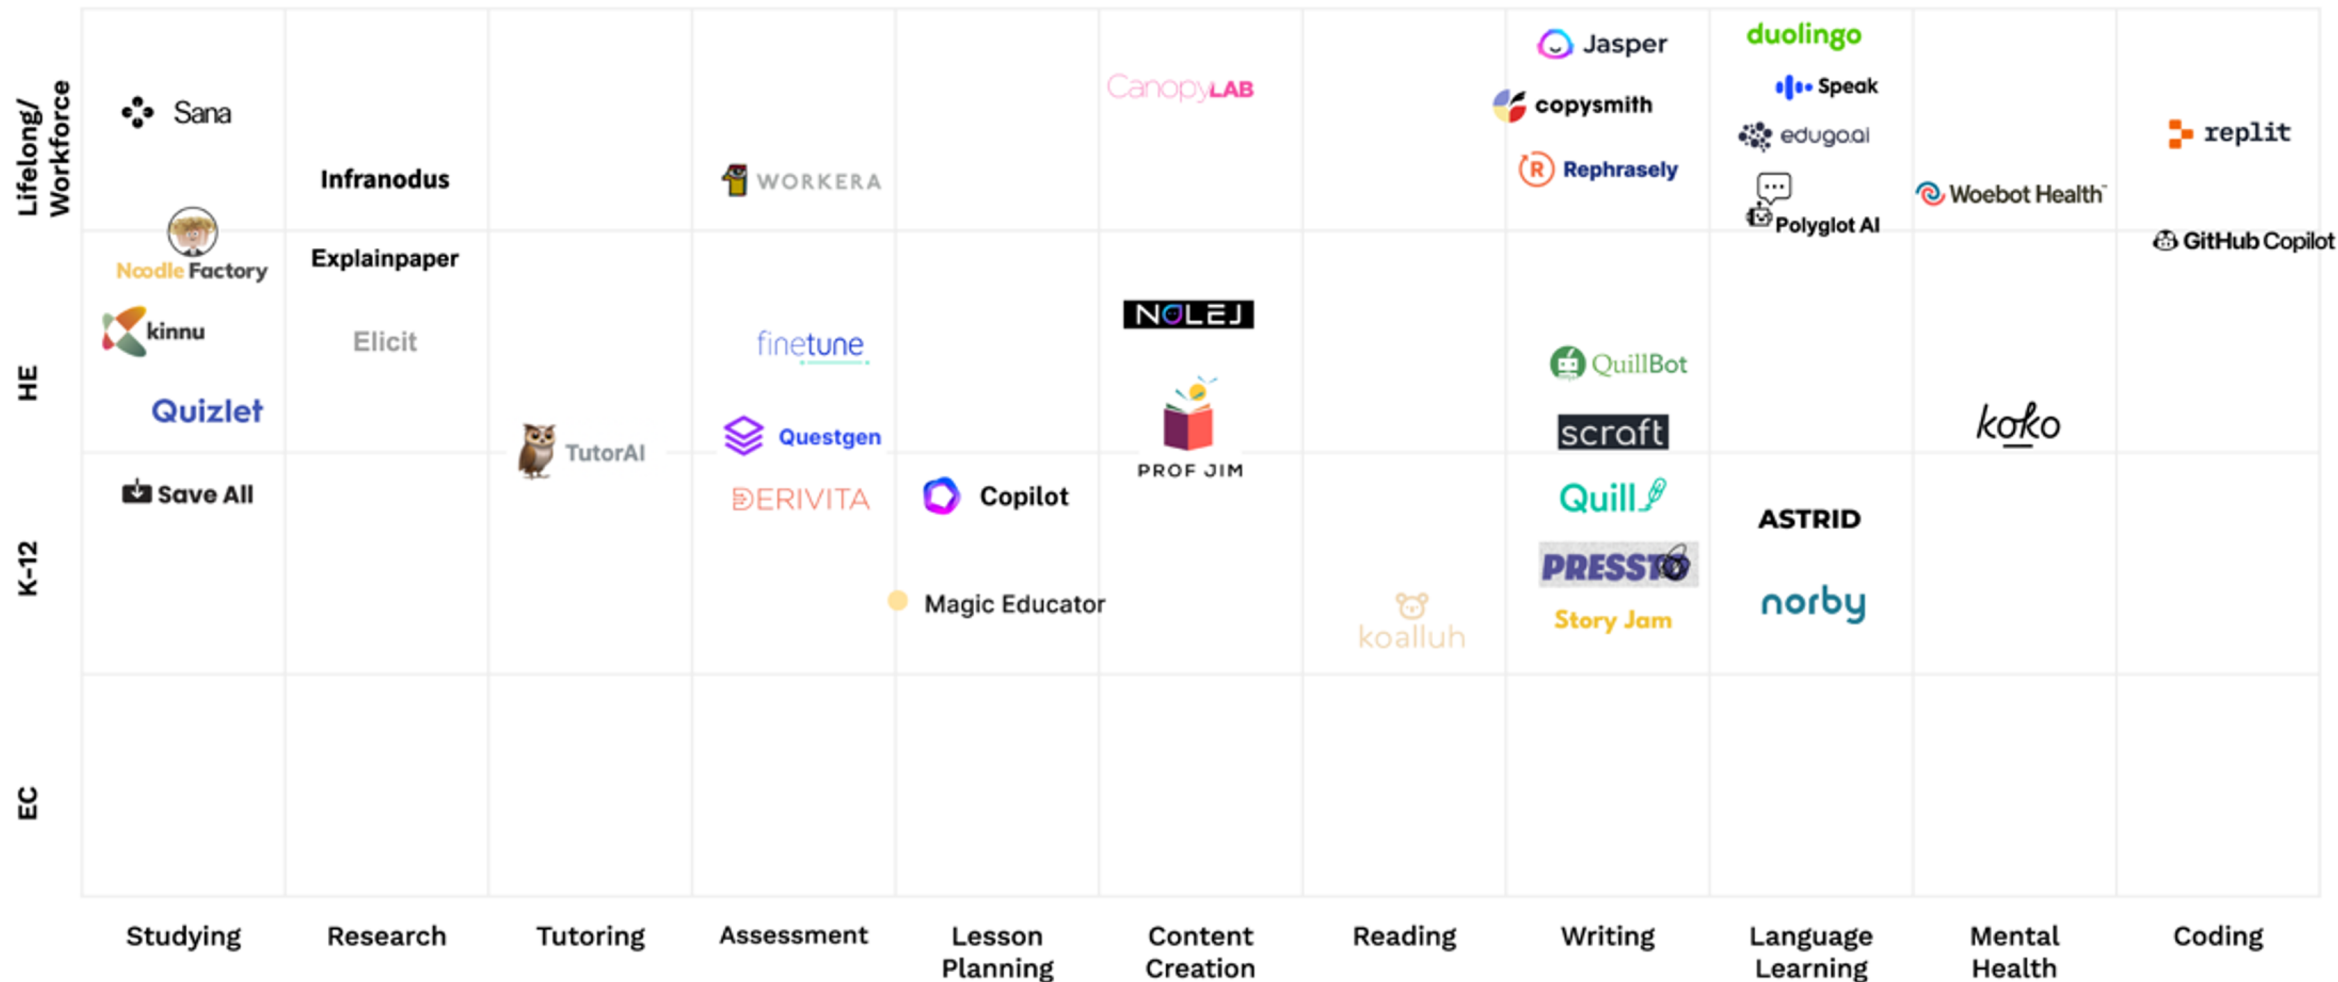 Lifelong/
Workforce
Sana
Infranodus
WORKERA
CanopyLAB
Jasper
copysmith
Rephrasely
duolingo
Speak
edugo.ai
Polyglot AI
Woebot Health™
replit
HE
Noodle Factory
kinnu
Quizlet
Explainpaper
Elicit
TutorAI
finetune
Questgen
NOLEJ
PROF JIM
QuillBot
scraft
koko
GitHub Copilot
K-12
Save All
DERIVITA
Copilot
Magic Educator
koalluh
Quill
PRESSTO
Story Jam
ASTRID
norby
EC
Studying
Research
Tutoring
Assessment
Lesson
Planning
Content
Creation
Reading
Writing
Language
Learning
Mental
Health
Coding